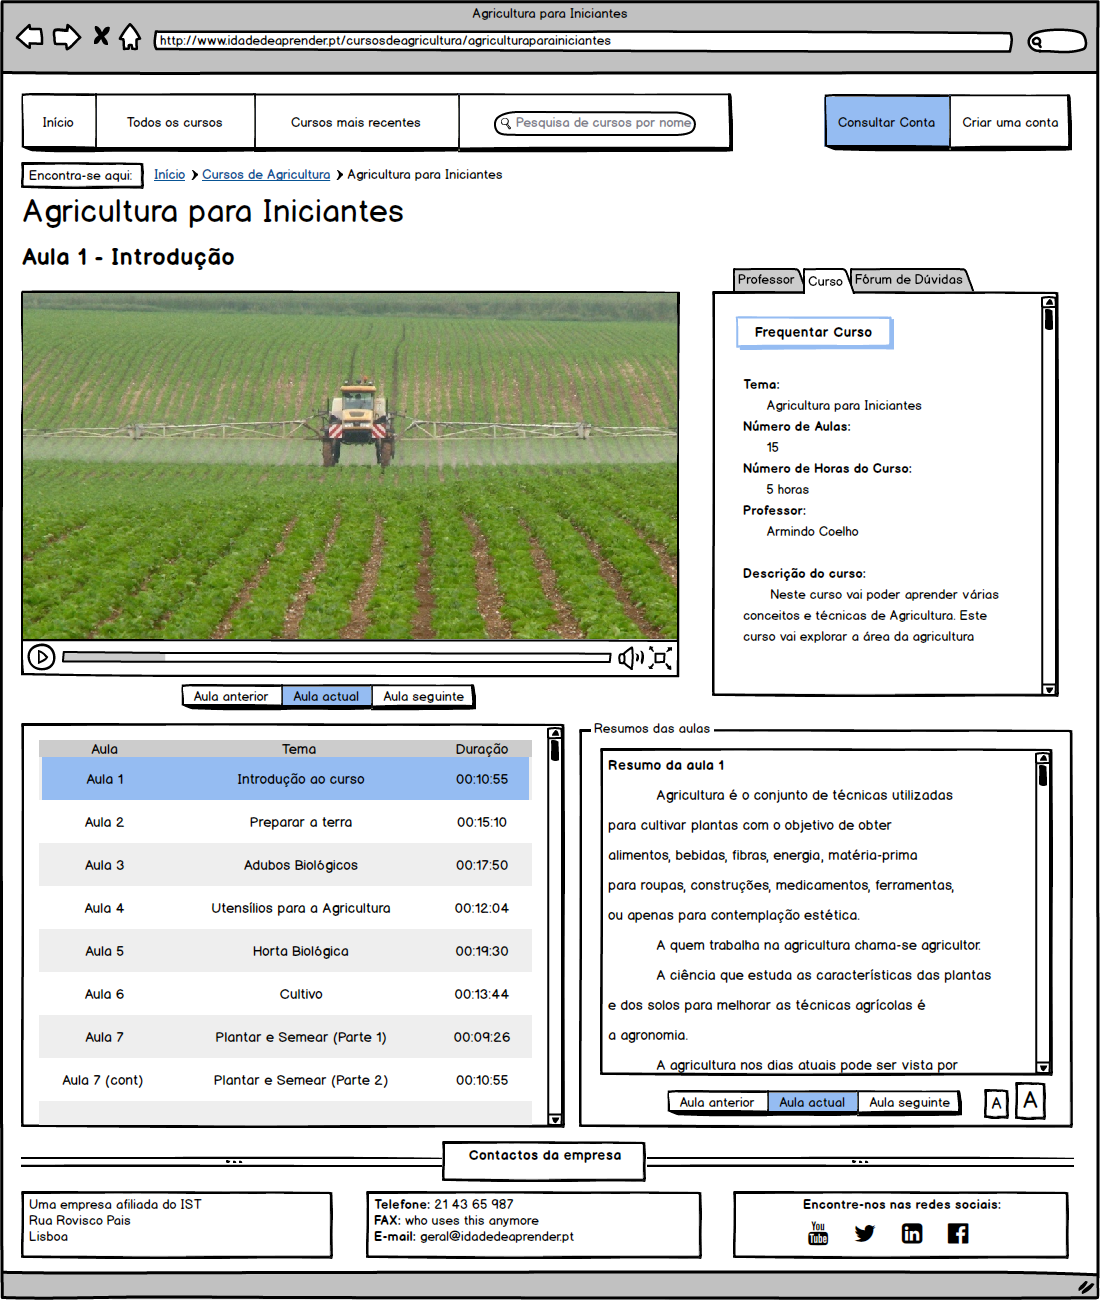 Agricultura para Iniciantes
http://www.idadedeaprender.pt/cursosdeagricultura/agriculturaparainiciantes
Início
Todos os cursos
Cursos mais recentes
Pesquisa de cursos por nome
Consultar Conta
Criar uma conta
Encontra-se aqui:
Início > Cursos de Agricultura > Agricultura para Iniciantes
Agricultura para Iniciantes
Aula 1 - Introdução
Professor
Curso
Fórum de Dúvidas
Frequentar Curso
Tema:
Agricultura para Iniciantes
Número de Aulas:
15
Número de Horas do Curso:
5 horas
Professor:
Armindo Coelho
Descrição do curso:
Neste curso vai poder aprender várias
conceitos e técnicas de Agricultura. Este
curso vai explorar a área da agricultura
Aula anterior
Aula actual
Aula seguinte
Aula Tema Duração
Aula 1 Introdução ao curso 00:10:55
Aula 2 Preparar a terra 00:15:10
Aula 3 Adubos Biológicos 00:17:50
Aula 4 Utensílios para a Agricultura 00:12:04
Aula 5 Horta Biológica 00:19:30
Aula 6 Cultivo 00:13:44
Aula 7 Plantar e Semear (Parte 1) 00:09:26
Aula 7 (cont) Plantar e Semear (Parte 2) 00:10:55
Resumos das aulas
Resumo da aula 1
Agricultura é o conjunto de técnicas utilizadas
para cultivar plantas com o objetivo de obter
alimentos, bebidas, fibras, energia, matéria-prima
para roupas, construções, medicamentos, ferramentas,
ou apenas para contemplação estética.
A quem trabalha na agricultura chama-se agricultor.
A ciência que estuda as características das plantas
e dos solos para melhorar as técnicas agrícolas é
a agronomia.
A agricultura nos dias atuais pode ser vista por
Aula anterior
Aula actual
Aula seguinte
A
A
Contactos da empresa
Uma empresa afiliada do IST
Rua Rovisco Pais
Lisboa
Telefone: 21 43 65 987
FAX: who uses this anymore
E-mail: geral@idadedeaprender.pt
Encontre-nos nas redes sociais:
You
Tube
in
f